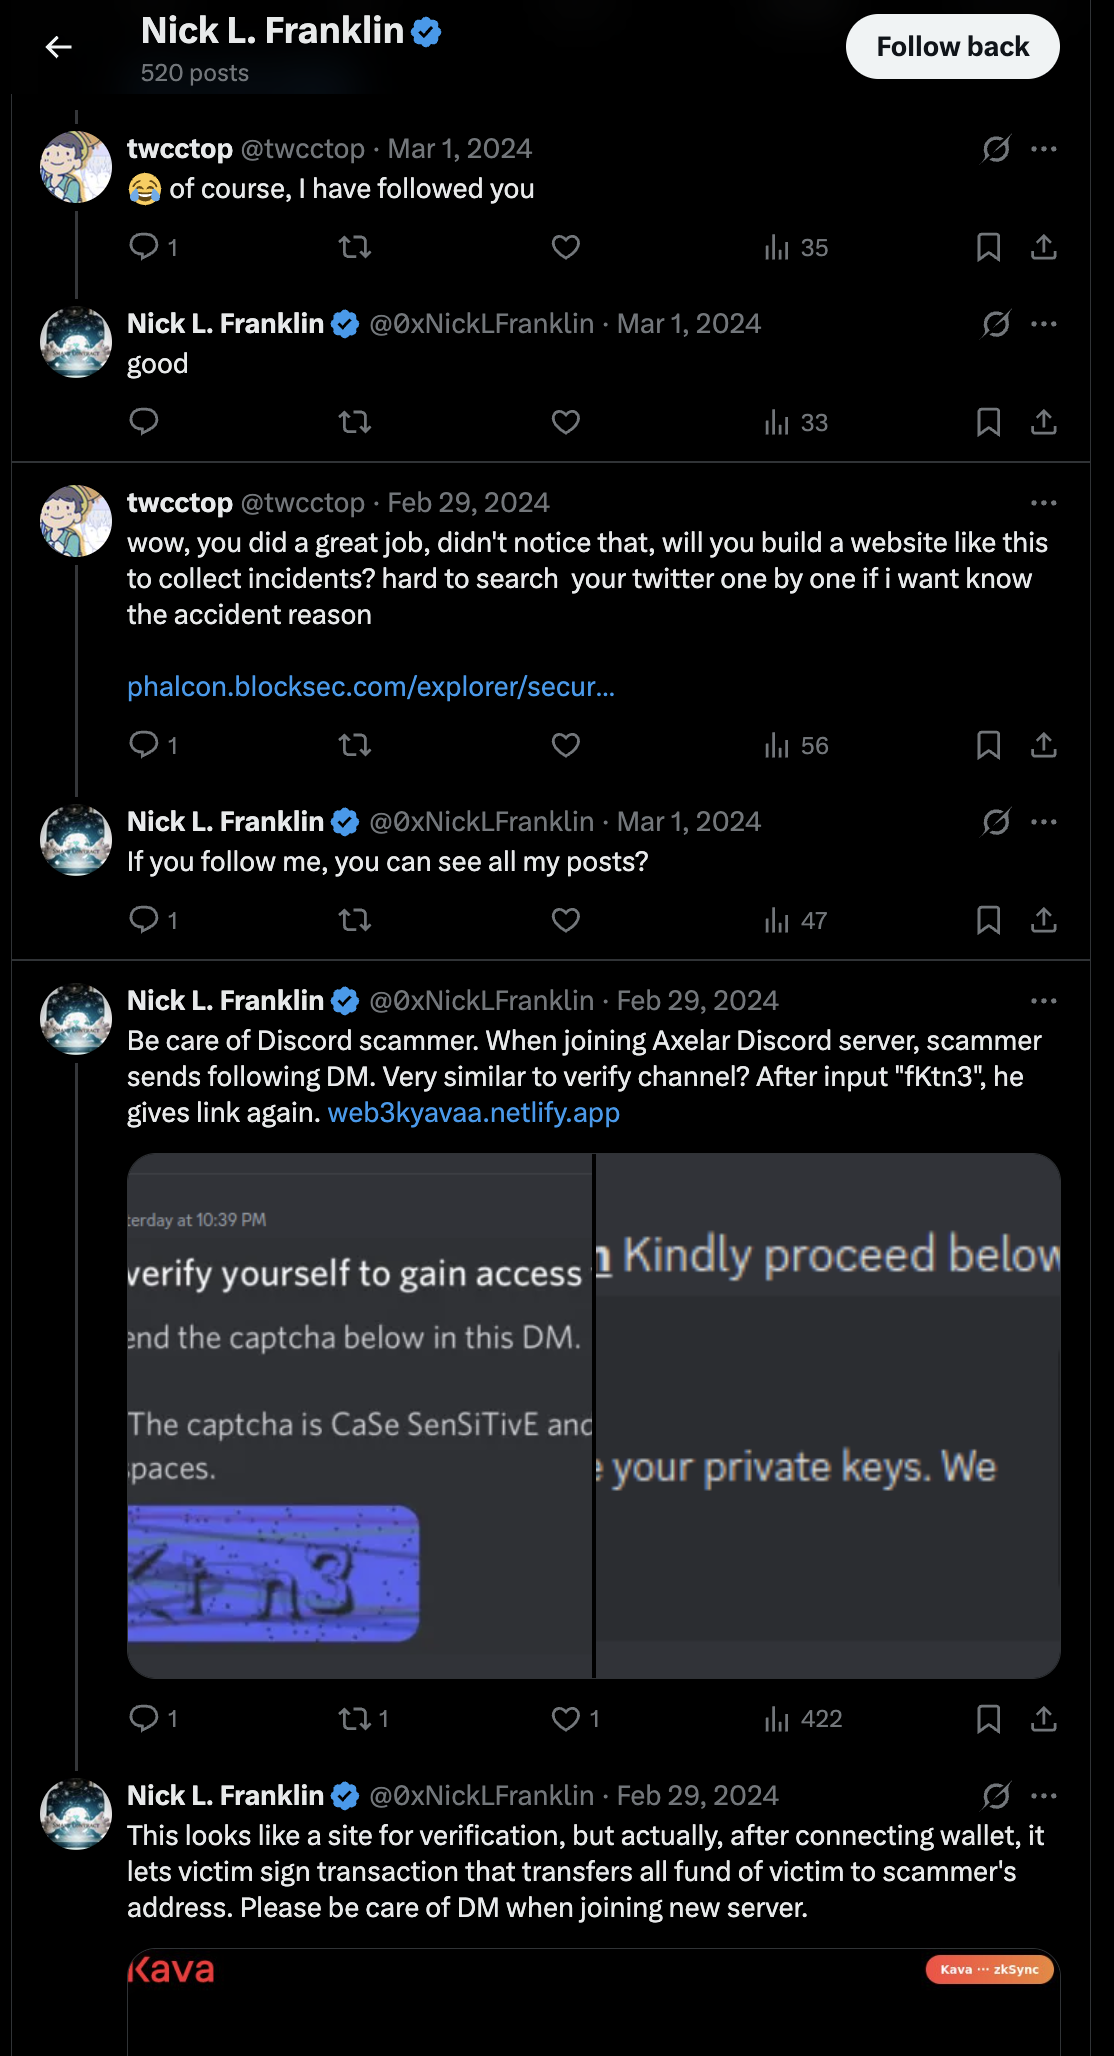 Nick L. Franklin
520 posts
Follow back
twcctop @twcctop · Mar 1, 2024
😂 of course, I have followed you
1
35
Nick L. Franklin @0xNickLFranklin · Mar 1, 2024
good
33
twcctop @twcctop · Feb 29, 2024
wow, you did a great job, didn't notice that, will you build a website like this
to collect incidents? hard to search  your twitter one by one if i want know
the accident reason
phalcon.blocksec.com/explorer/secur...
1
56
Nick L. Franklin @0xNickLFranklin · Mar 1, 2024
If you follow me, you can see all my posts?
1
47
Nick L. Franklin @0xNickLFranklin · Feb 29, 2024
Be care of Discord scammer. When joining Axelar Discord server, scammer
sends following DM. Very similar to verify channel? After input "fKtn3", he
gives link again. web3kyavaa.netlify.app
terday at 10:39 PM
verify yourself to gain access
end the captcha below in this DM.
The captcha is CaSe SenSiTivE and
paces.
Ktn3
Kindly proceed below
your private keys. We
1
1
1
422
Nick L. Franklin @0xNickLFranklin · Feb 29, 2024
This looks like a site for verification, but actually, after connecting wallet, it
lets victim sign transaction that transfers all fund of victim to scammer's
address. Please be care of DM when joining new server.
Kava
Kava ··· zkSync